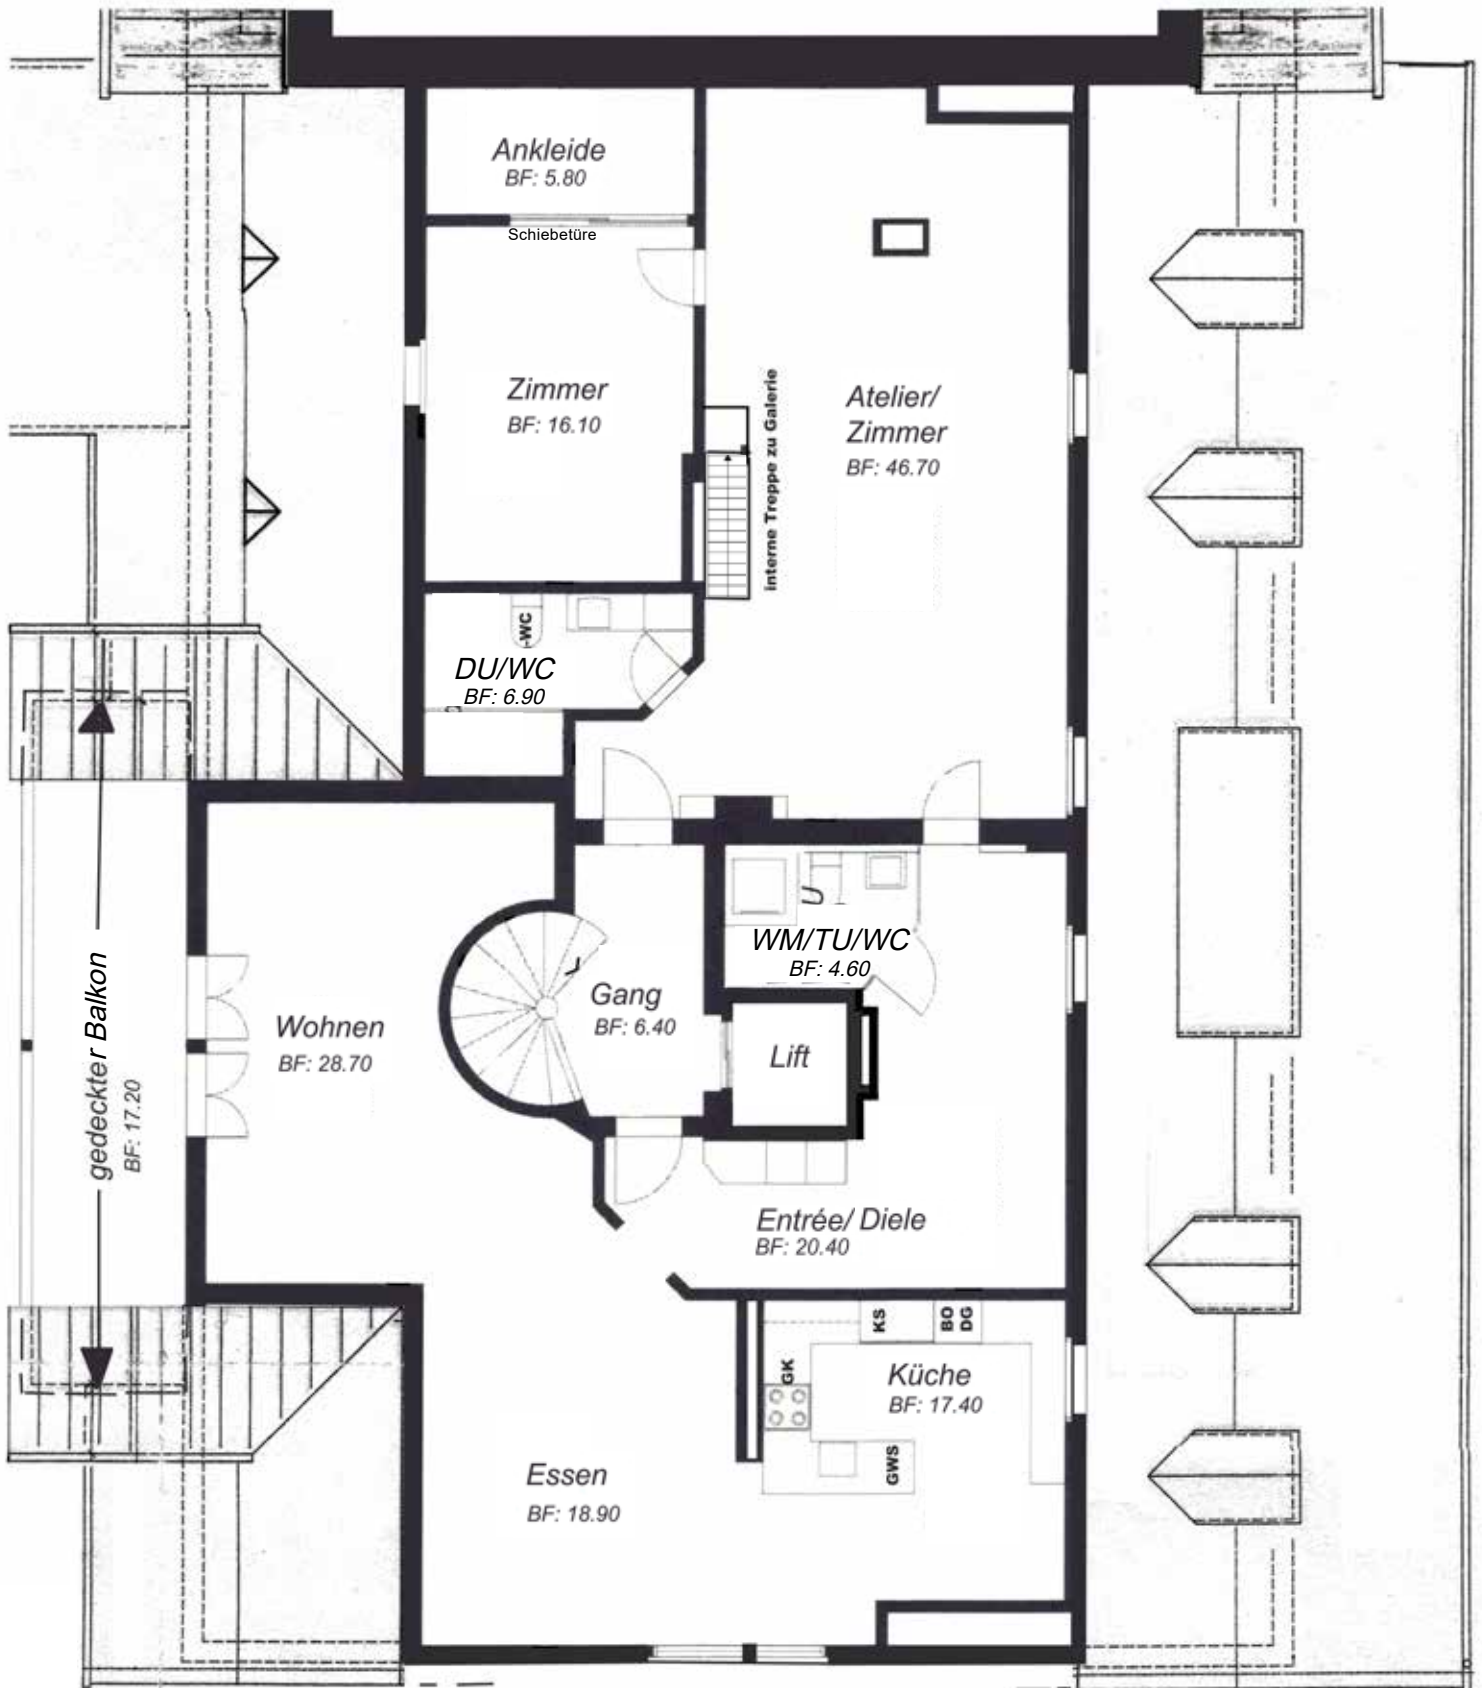 Ankleide
BF: 5.80
Schiebetüre
Zimmer
BF: 16.10
interne Treppe zu Galerie
Atelier/
Zimmer
BF: 46.70
WC
DU/WC
BF: 6.90
U
WM/TU/WC
BF: 4.60
gedeckter Balkon
BF: 17.20
Wohnen
BF: 28.70
Gang
BF: 6.40
Lift
Entrée/ Diele
BF: 20.40
KS
BO
DG
GK
Küche
BF: 17.40
GWS
Essen
BF: 18.90